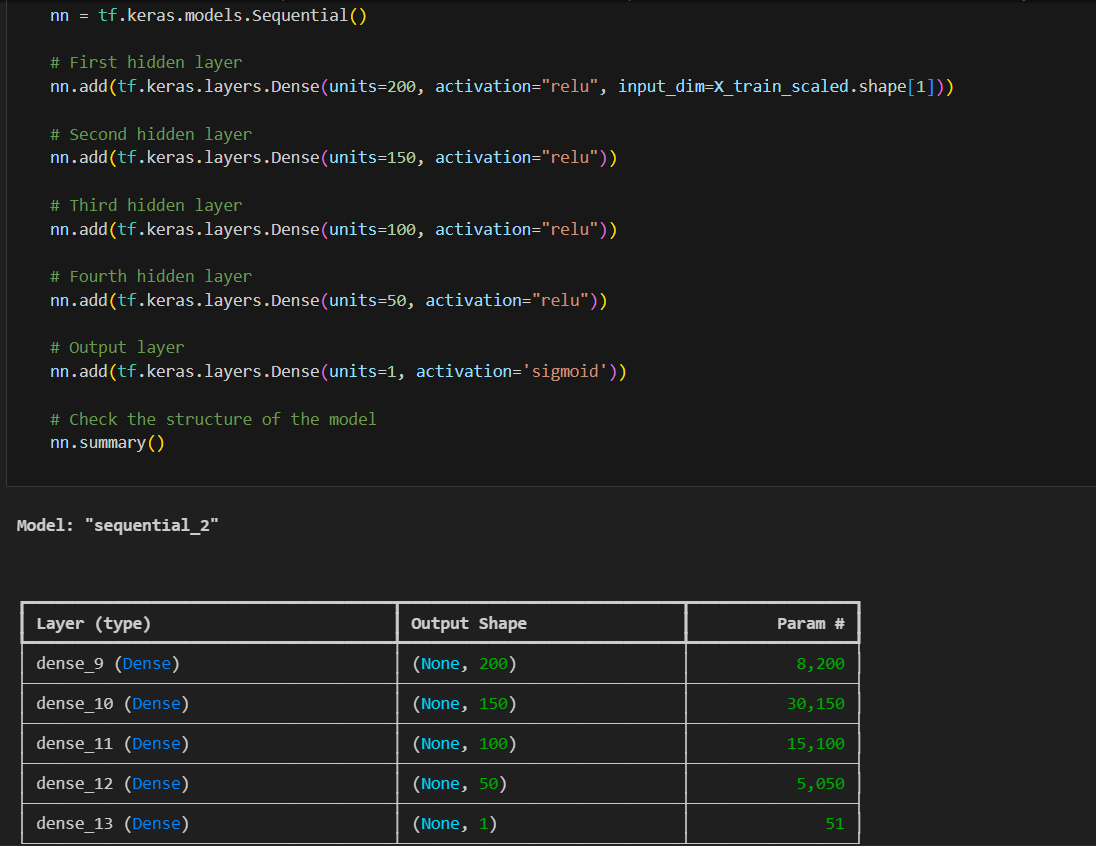 nn = tf.keras.models.Sequential()
# First hidden layer
nn.add(tf.keras.layers.Dense(units=200, activation="relu", input_dim=X_train_scaled.shape[1]))
# Second hidden layer
nn.add(tf.keras.layers.Dense(units=150, activation="relu"))
# Third hidden layer
nn.add(tf.keras.layers.Dense(units=100, activation="relu"))
# Fourth hidden layer
nn.add(tf.keras.layers.Dense(units=50, activation="relu"))
# Output layer
nn.add(tf.keras.layers.Dense(units=1, activation='sigmoid'))
# Check the structure of the model
nn.summary()
Model: "sequential_2"
Layer (type) Output Shape Param #
dense_9 (Dense) (None, 200) 8,200
dense_10 (Dense) (None, 150) 30,150
dense_11 (Dense) (None, 100) 15,100
dense_12 (Dense) (None, 50) 5,050
dense_13 (Dense) (None, 1) 51